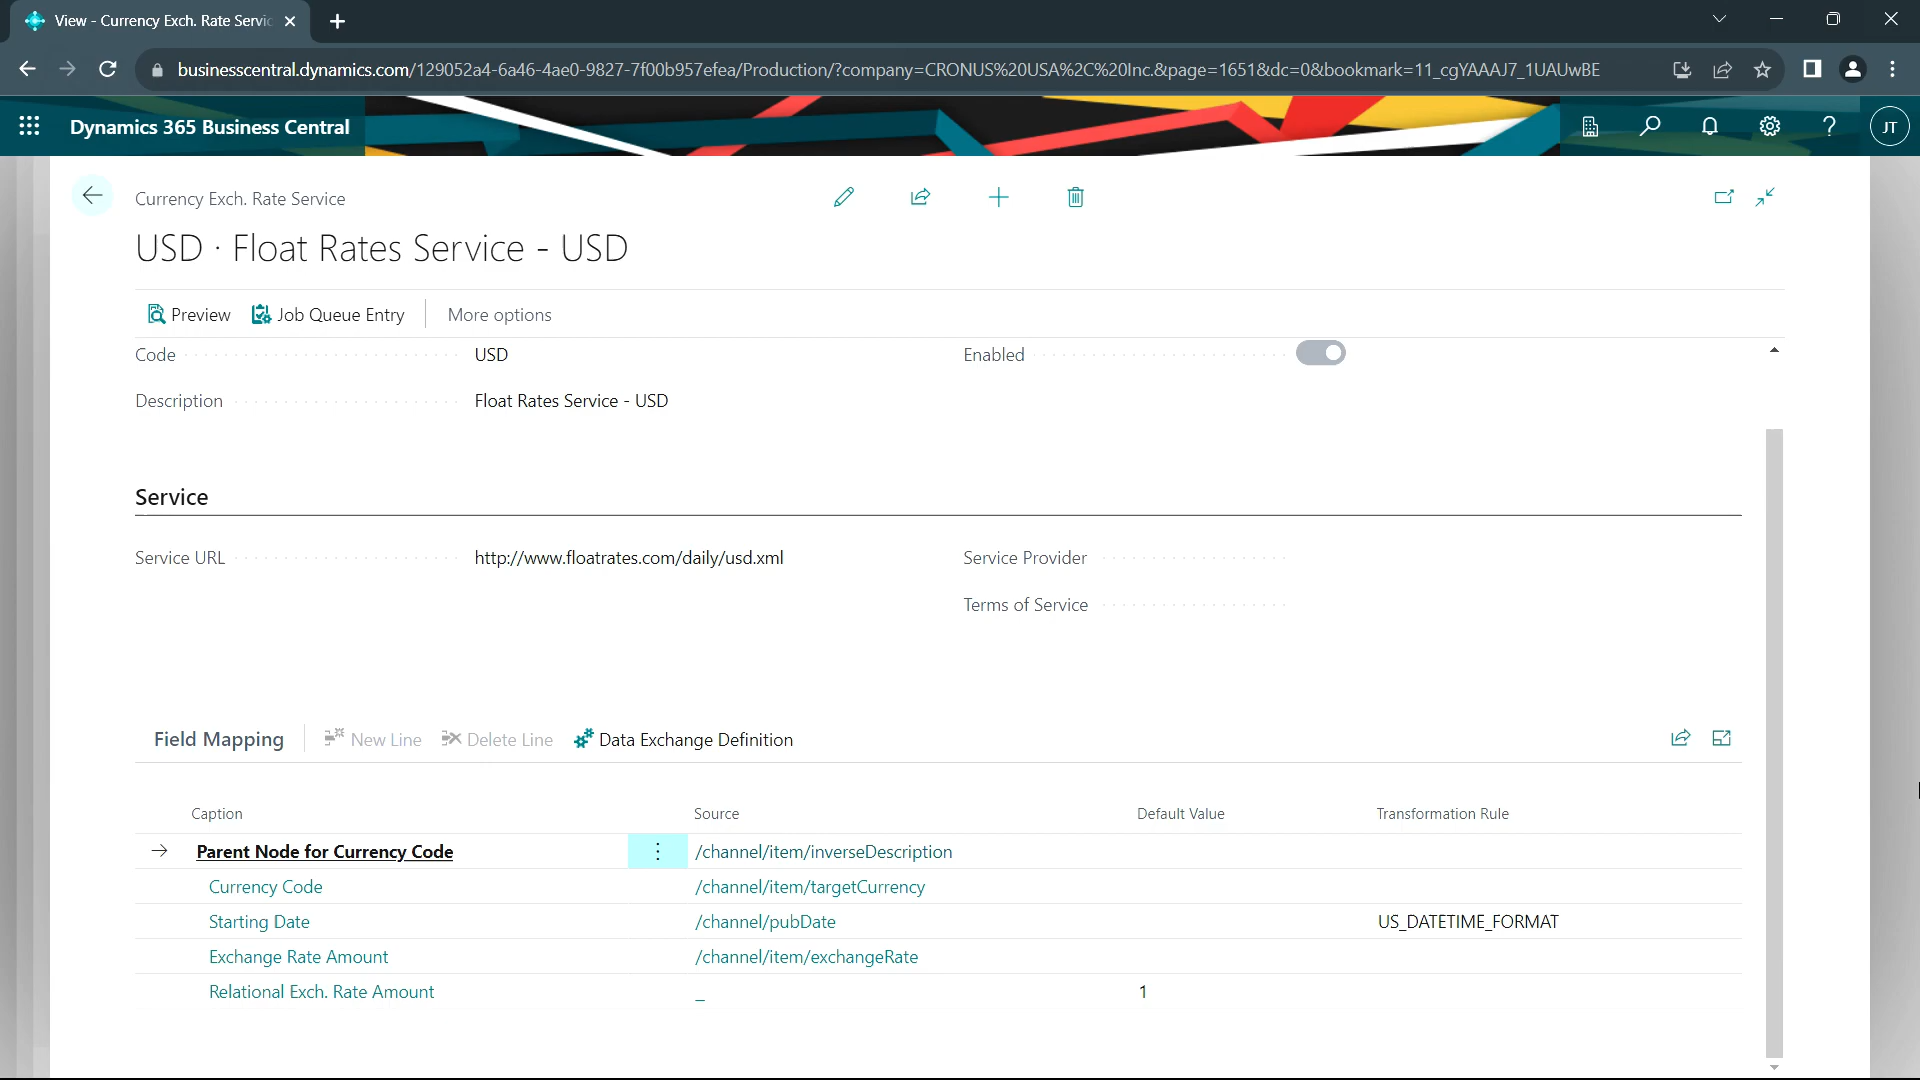 View - Currency Exch. Rate Servic
businesscentral.dynamics.com/129052a4-6a46-4ae0-9827-7f00b957efea/Production/?company=CRONUS%20USA%2C%20Inc.&page=1651&dc=0&bookmark=11_cgYAAAJ7_1UAUwBE
Dynamics 365 Business Central
JT
Currency Exch. Rate Service
USD · Float Rates Service - USD
Preview Job Queue Entry More options
Code USD Enabled
Description Float Rates Service - USD
Service
Service URL http://www.floatrates.com/daily/usd.xml Service Provider
Terms of Service
Field Mapping New Line Delete Line Data Exchange Definition
Caption Source Default Value Transformation Rule
Parent Node for Currency Code /channel/item/inverseDescription
Currency Code /channel/item/targetCurrency
Starting Date /channel/pubDate US_DATETIME_FORMAT
Exchange Rate Amount /channel/item/exchangeRate
Relational Exch. Rate Amount _ 1